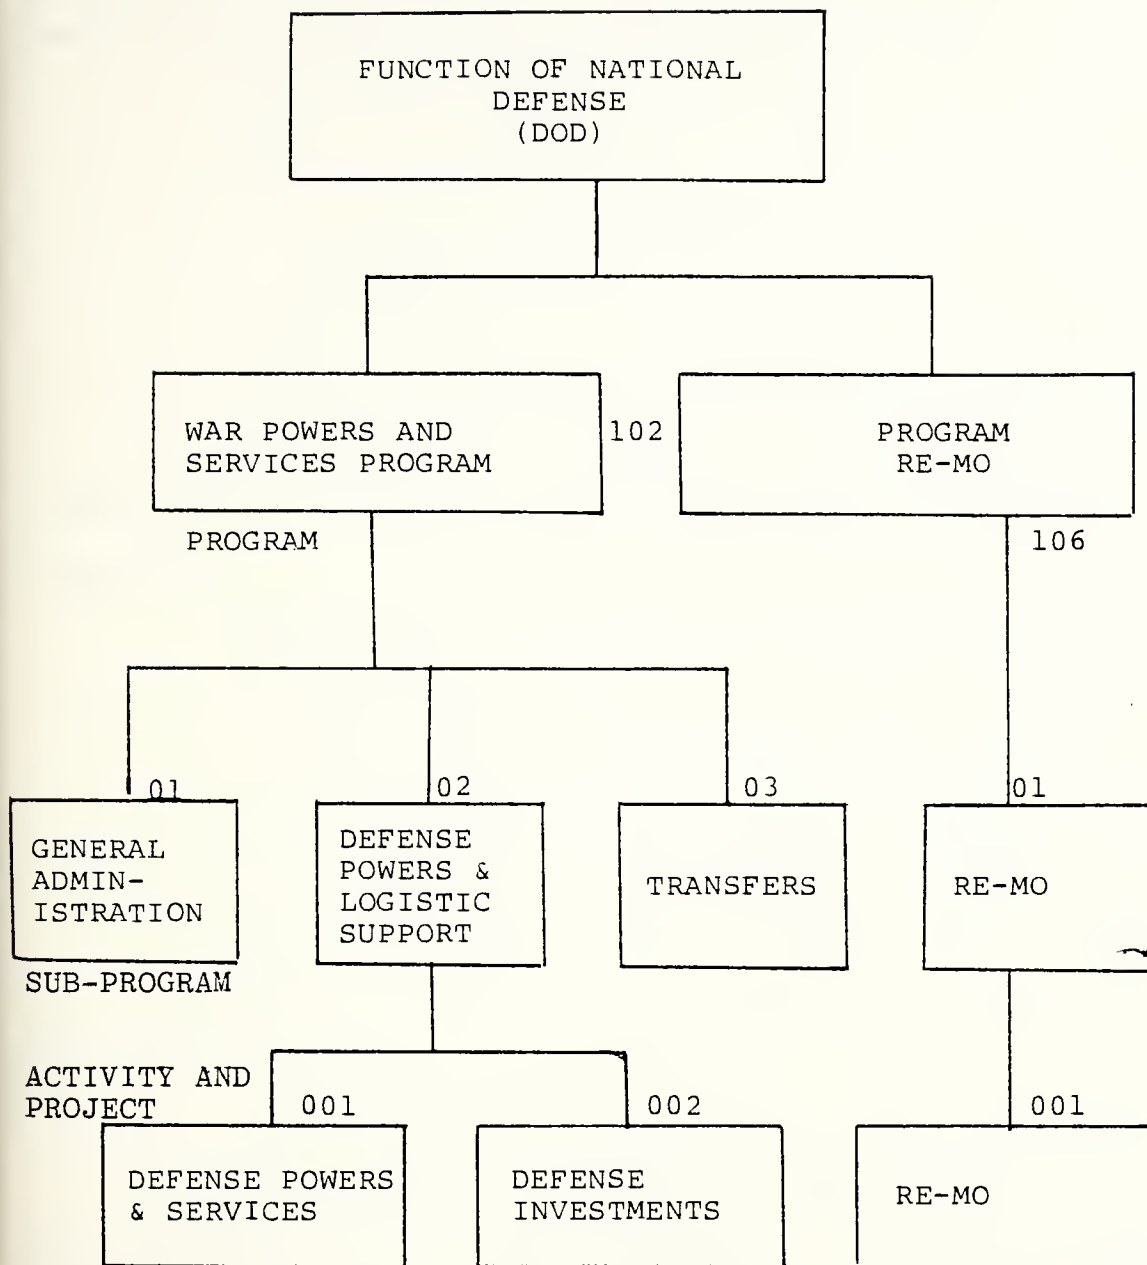 FUNCTION OF NATIONAL
DEFENSE
(DOD)
WAR POWERS AND
SERVICES PROGRAM
102
PROGRAM
RE-MO
PROGRAM
106
01
02
03
01
GENERAL
ADMIN-
ISTRATION
DEFENSE
POWERS &
LOGISTIC
SUPPORT
TRANSFERS
RE-MO
SUB-PROGRAM
ACTIVITY AND
PROJECT
001
002
001
DEFENSE POWERS
& SERVICES
DEFENSE
INVESTMENTS
RE-MO